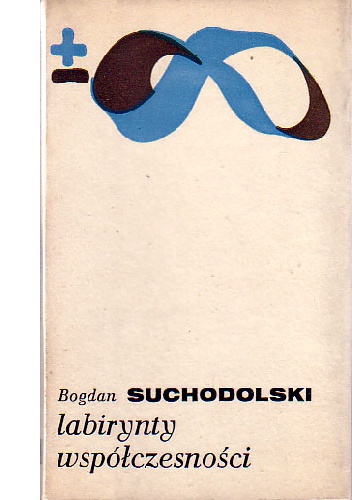 ±∞
Bogdan SUCHODOLSKI
labirynty
współczesności